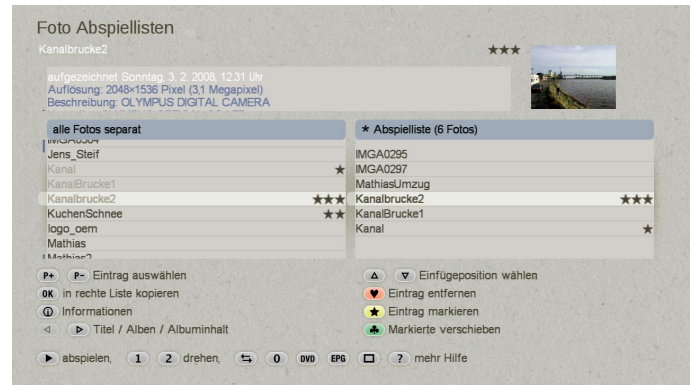 Foto Abspiellisten
Kanalbrucke2 ★★★
aufgezeichnet Sonntag, 3. 2. 2008, 12.31 Uhr
Auflösung: 2048×1536 Pixel (3,1 Megapixel)
Beschreibung: OLYMPUS DIGITAL CAMERA
alle Fotos separat
IMGA0304
Jens_Steif
Kanal ★
KanalBrucke1
Kanalbrucke2 ★★★
KuchenSchnee ★★
logo_oem
Mathias
Mathias2
* Abspielliste (6 Fotos)
IMGA0295
IMGA0297
MathiasUmzug
Kanalbrucke2 ★★★
KanalBrucke1
Kanal ★
P+ P- Eintrag auswählen
OK in rechte Liste kopieren
Informationen
Titel / Alben / Albuminhalt
Einfügeposition wählen
Eintrag entfernen
Eintrag markieren
Markierte verschieben
abspielen, 1 2 drehen, 0 DVD EPG ? mehr Hilfe